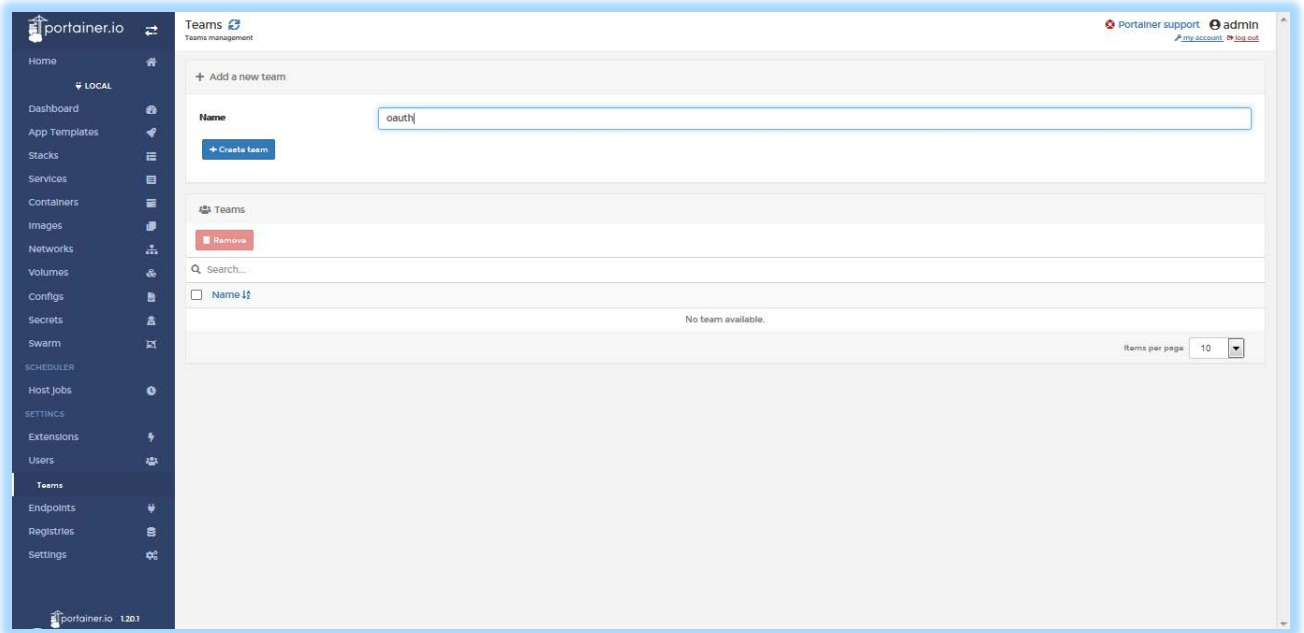 portainer.io
Home
LOCAL
Dashboard
App Templates
Stacks
Services
Containers
Images
Networks
Volumes
Configs
Secrets
Swarm
SCHEDULER
Host jobs
SETTINGS
Extensions
Users
Teams
Endpoints
Registries
Settings
portainer.io 1.20.1
Teams
Teams management
Portainer support admin
my account log out
+ Add a new team
Name oauth
+ Create team
Teams
Remove
Search...
Name
No team available.
Items per page 10